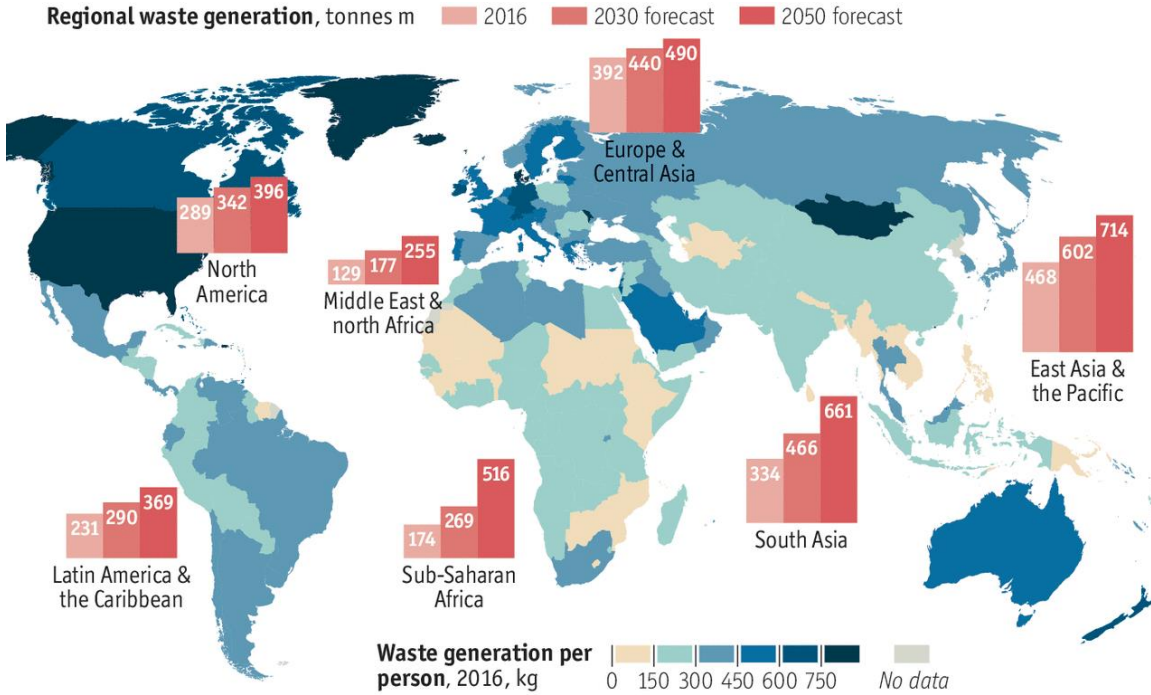 Regional waste generation, tonnes m 2016 2030 forecast 2050 forecast
392 440 490
Europe &
Central Asia
289 342 396
North
America
129 177 255
Middle East &
north Africa
468 602 714
East Asia &
the Pacific
334 466 661
South Asia
174 269 516
Sub-Saharan
Africa
231 290 369
Latin America &
the Caribbean
Waste generation per
person, 2016, kg
0 150 300 450 600 750
No data